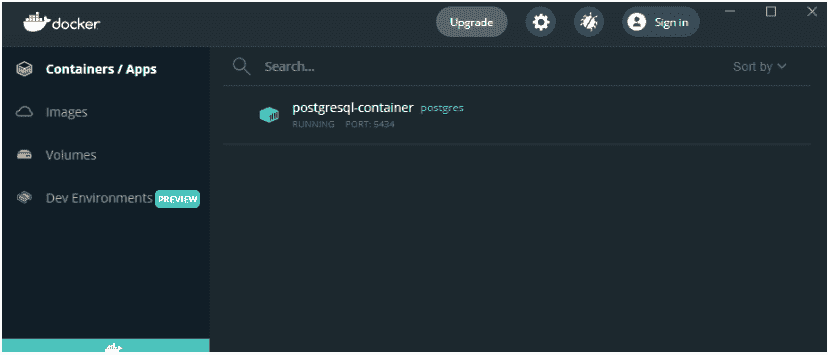 docker
Upgrade
Sign in
Containers / Apps
Images
Volumes
Dev Environments PREVIEW
Search...
Sort by
postgresql-container postgres
RUNNING PORT: 5434